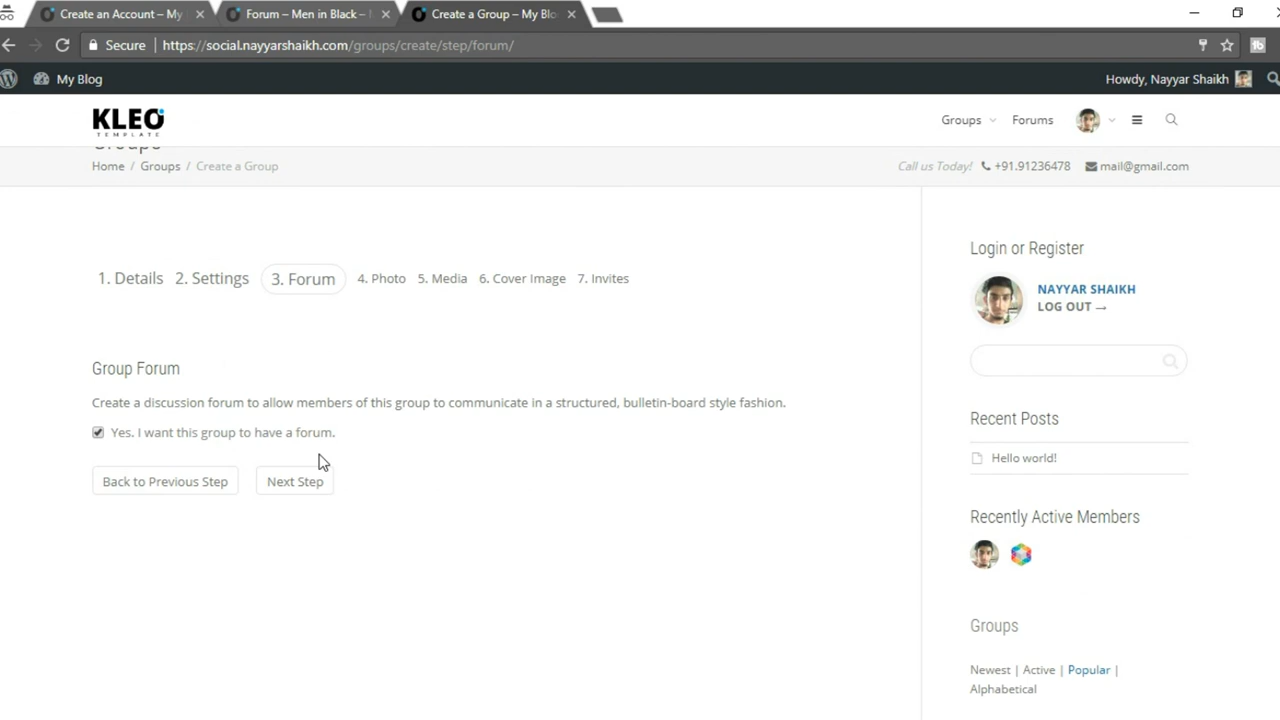 Create an Account – My
Forum – Men in Black –
Create a Group – My Blo
Secure
https://social.nayyarshaikh.com/groups/create/step/forum/
My Blog
Howdy, Nayyar Shaikh
KLEO
TEMPLATE
Groups
Forums
Groups
Home / Groups / Create a Group
Call us Today! +91.91236478 mail@gmail.com
1. Details 2. Settings 3. Forum 4. Photo 5. Media 6. Cover Image 7. Invites
Group Forum
Create a discussion forum to allow members of this group to communicate in a structured, bulletin-board style fashion.
Yes. I want this group to have a forum.
Back to Previous Step
Next Step
Login or Register
NAYYAR SHAIKH
LOG OUT →
Recent Posts
Hello world!
Recently Active Members
Groups
Newest | Active | Popular |
Alphabetical